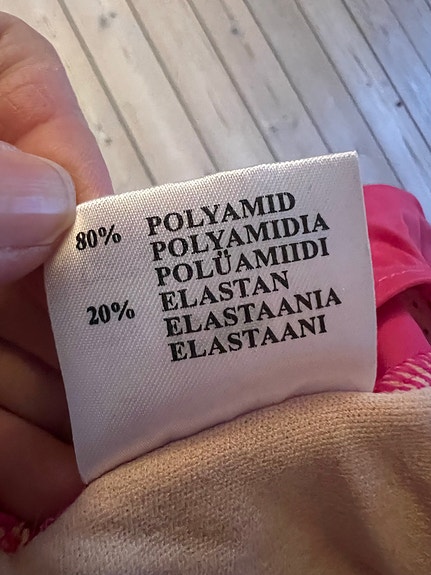 80% POLYAMID
POLYAMIDIA
POLÜAMIIDI
20% ELASTAN
ELASTAANIA
ELASTAANI